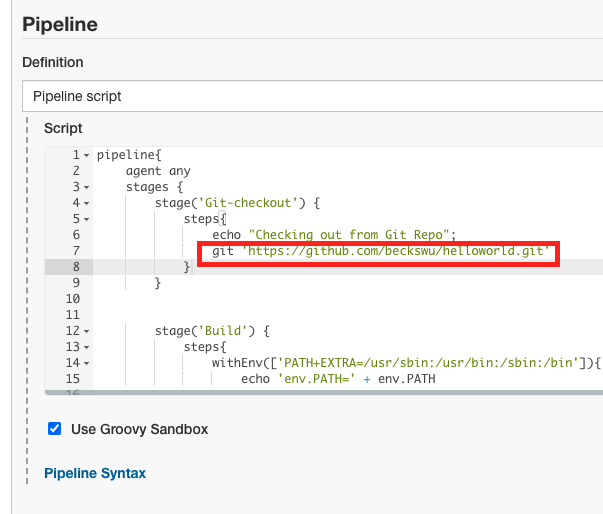 Pipeline
Definition
Pipeline script
Script
1 pipeline{
2 agent any
3 stages {
4 stage('Git-checkout') {
5 steps{
6 echo "Checking out from Git Repo";
7 git 'https://github.com/beckswu/helloworld.git'
8 }
9 }
10
11
12 stage('Build') {
13 steps{
14 withEnv(['PATH+EXTRA=/usr/sbin:/usr/bin:/sbin:/bin']){
15 echo 'env.PATH=' + env.PATH
16
Use Groovy Sandbox
Pipeline Syntax